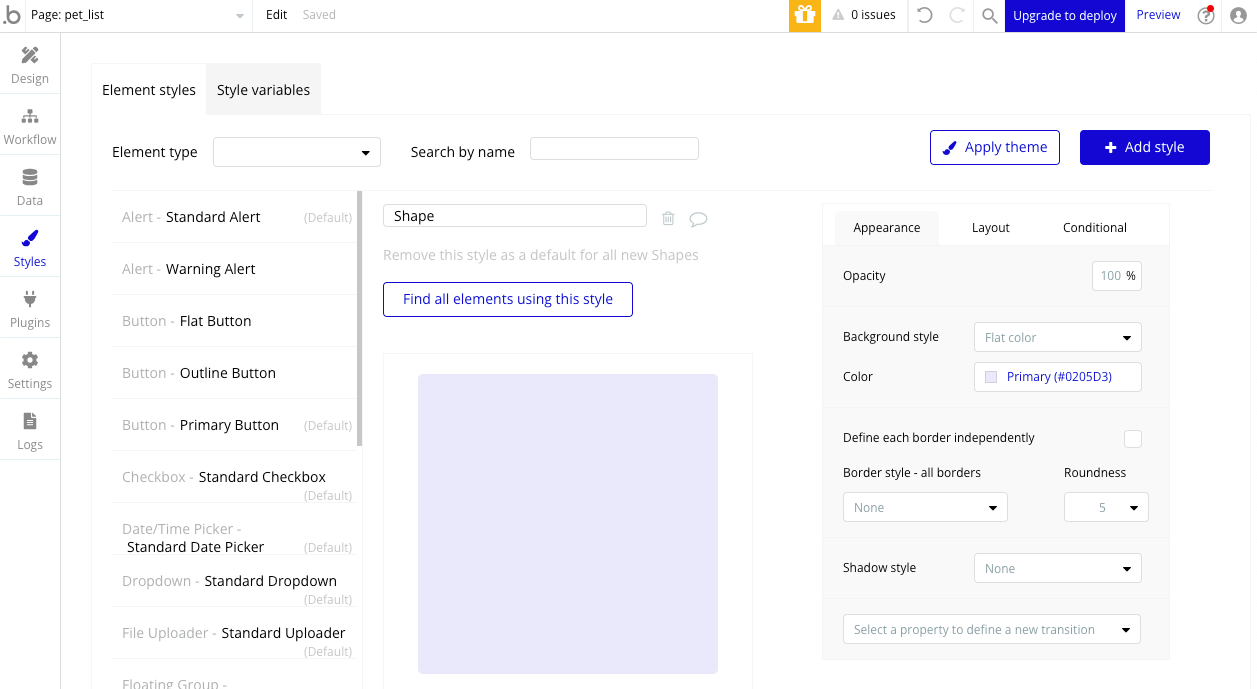 b Page: pet_list Edit Saved 0 issues Upgrade to deploy Preview ?
Design
Workflow
Data
Styles
Plugins
Settings
Logs
Element styles Style variables
Element type Search by name Apply theme + Add style
Alert - Standard Alert (Default)
Alert - Warning Alert
Button - Flat Button
Button - Outline Button
Button - Primary Button (Default)
Checkbox - Standard Checkbox
(Default)
Date/Time Picker -
Standard Date Picker (Default)
Dropdown - Standard Dropdown
(Default)
File Uploader - Standard Uploader
(Default)
Floating Group -
Shape
Remove this style as a default for all new Shapes
Find all elements using this style
Appearance Layout Conditional
Opacity 100 %
Background style Flat color
Color Primary (#0205D3)
Define each border independently
Border style - all borders Roundness
None 5
Shadow style None
Select a property to define a new transition